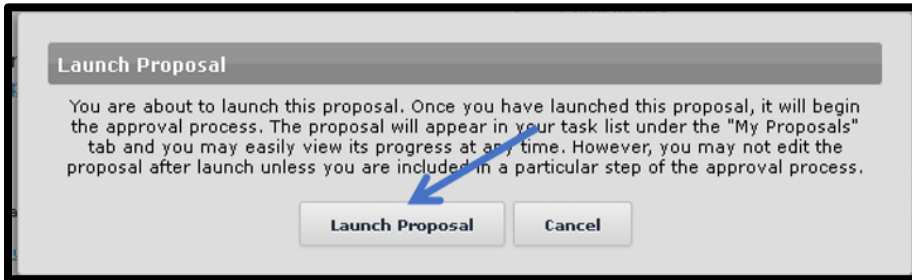 Launch Proposal
You are about to launch this proposal. Once you have launched this proposal, it will begin
the approval process. The proposal will appear in your task list under the "My Proposals"
tab and you may easily view its progress at any time. However, you may not edit the
proposal after launch unless you are included in a particular step of the approval process.
Launch Proposal
Cancel